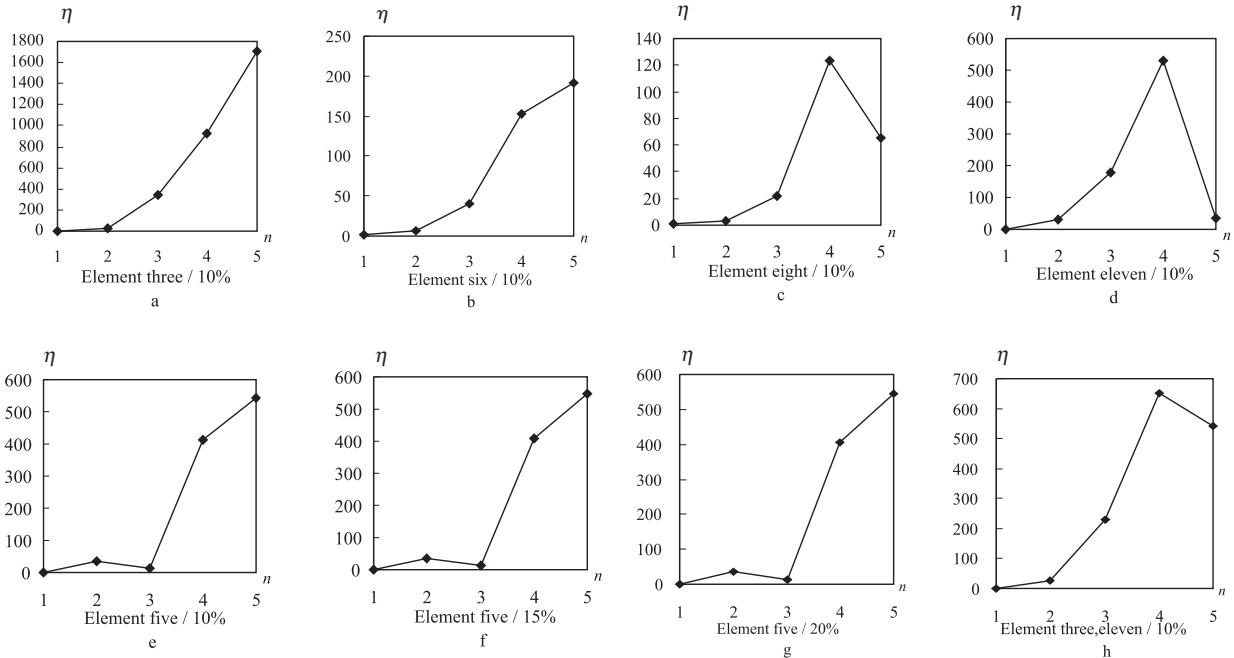 η
1800
1600
1400
1200
1000
800
600
400
200
0
1 2 3 4 5
n
Element three / 10%
a
η
250
200
150
100
50
0
1 2 3 4 5
n
Element six / 10%
b
η
140
120
100
80
60
40
20
0
1 2 3 4 5
n
Element eight / 10%
c
η
600
500
400
300
200
100
0
1 2 3 4 5
n
Element eleven / 10%
d
η
600
500
400
300
200
100
0
1 2 3 4 5
n
Element five / 10%
e
η
600
500
400
300
200
100
0
1 2 3 4 5
n
Element five / 15%
f
η
600
500
400
300
200
100
0
1 2 3 4 5
n
Element five / 20%
g
η
700
600
500
400
300
200
100
0
1 2 3 4 5
n
Element three,eleven / 10%
h